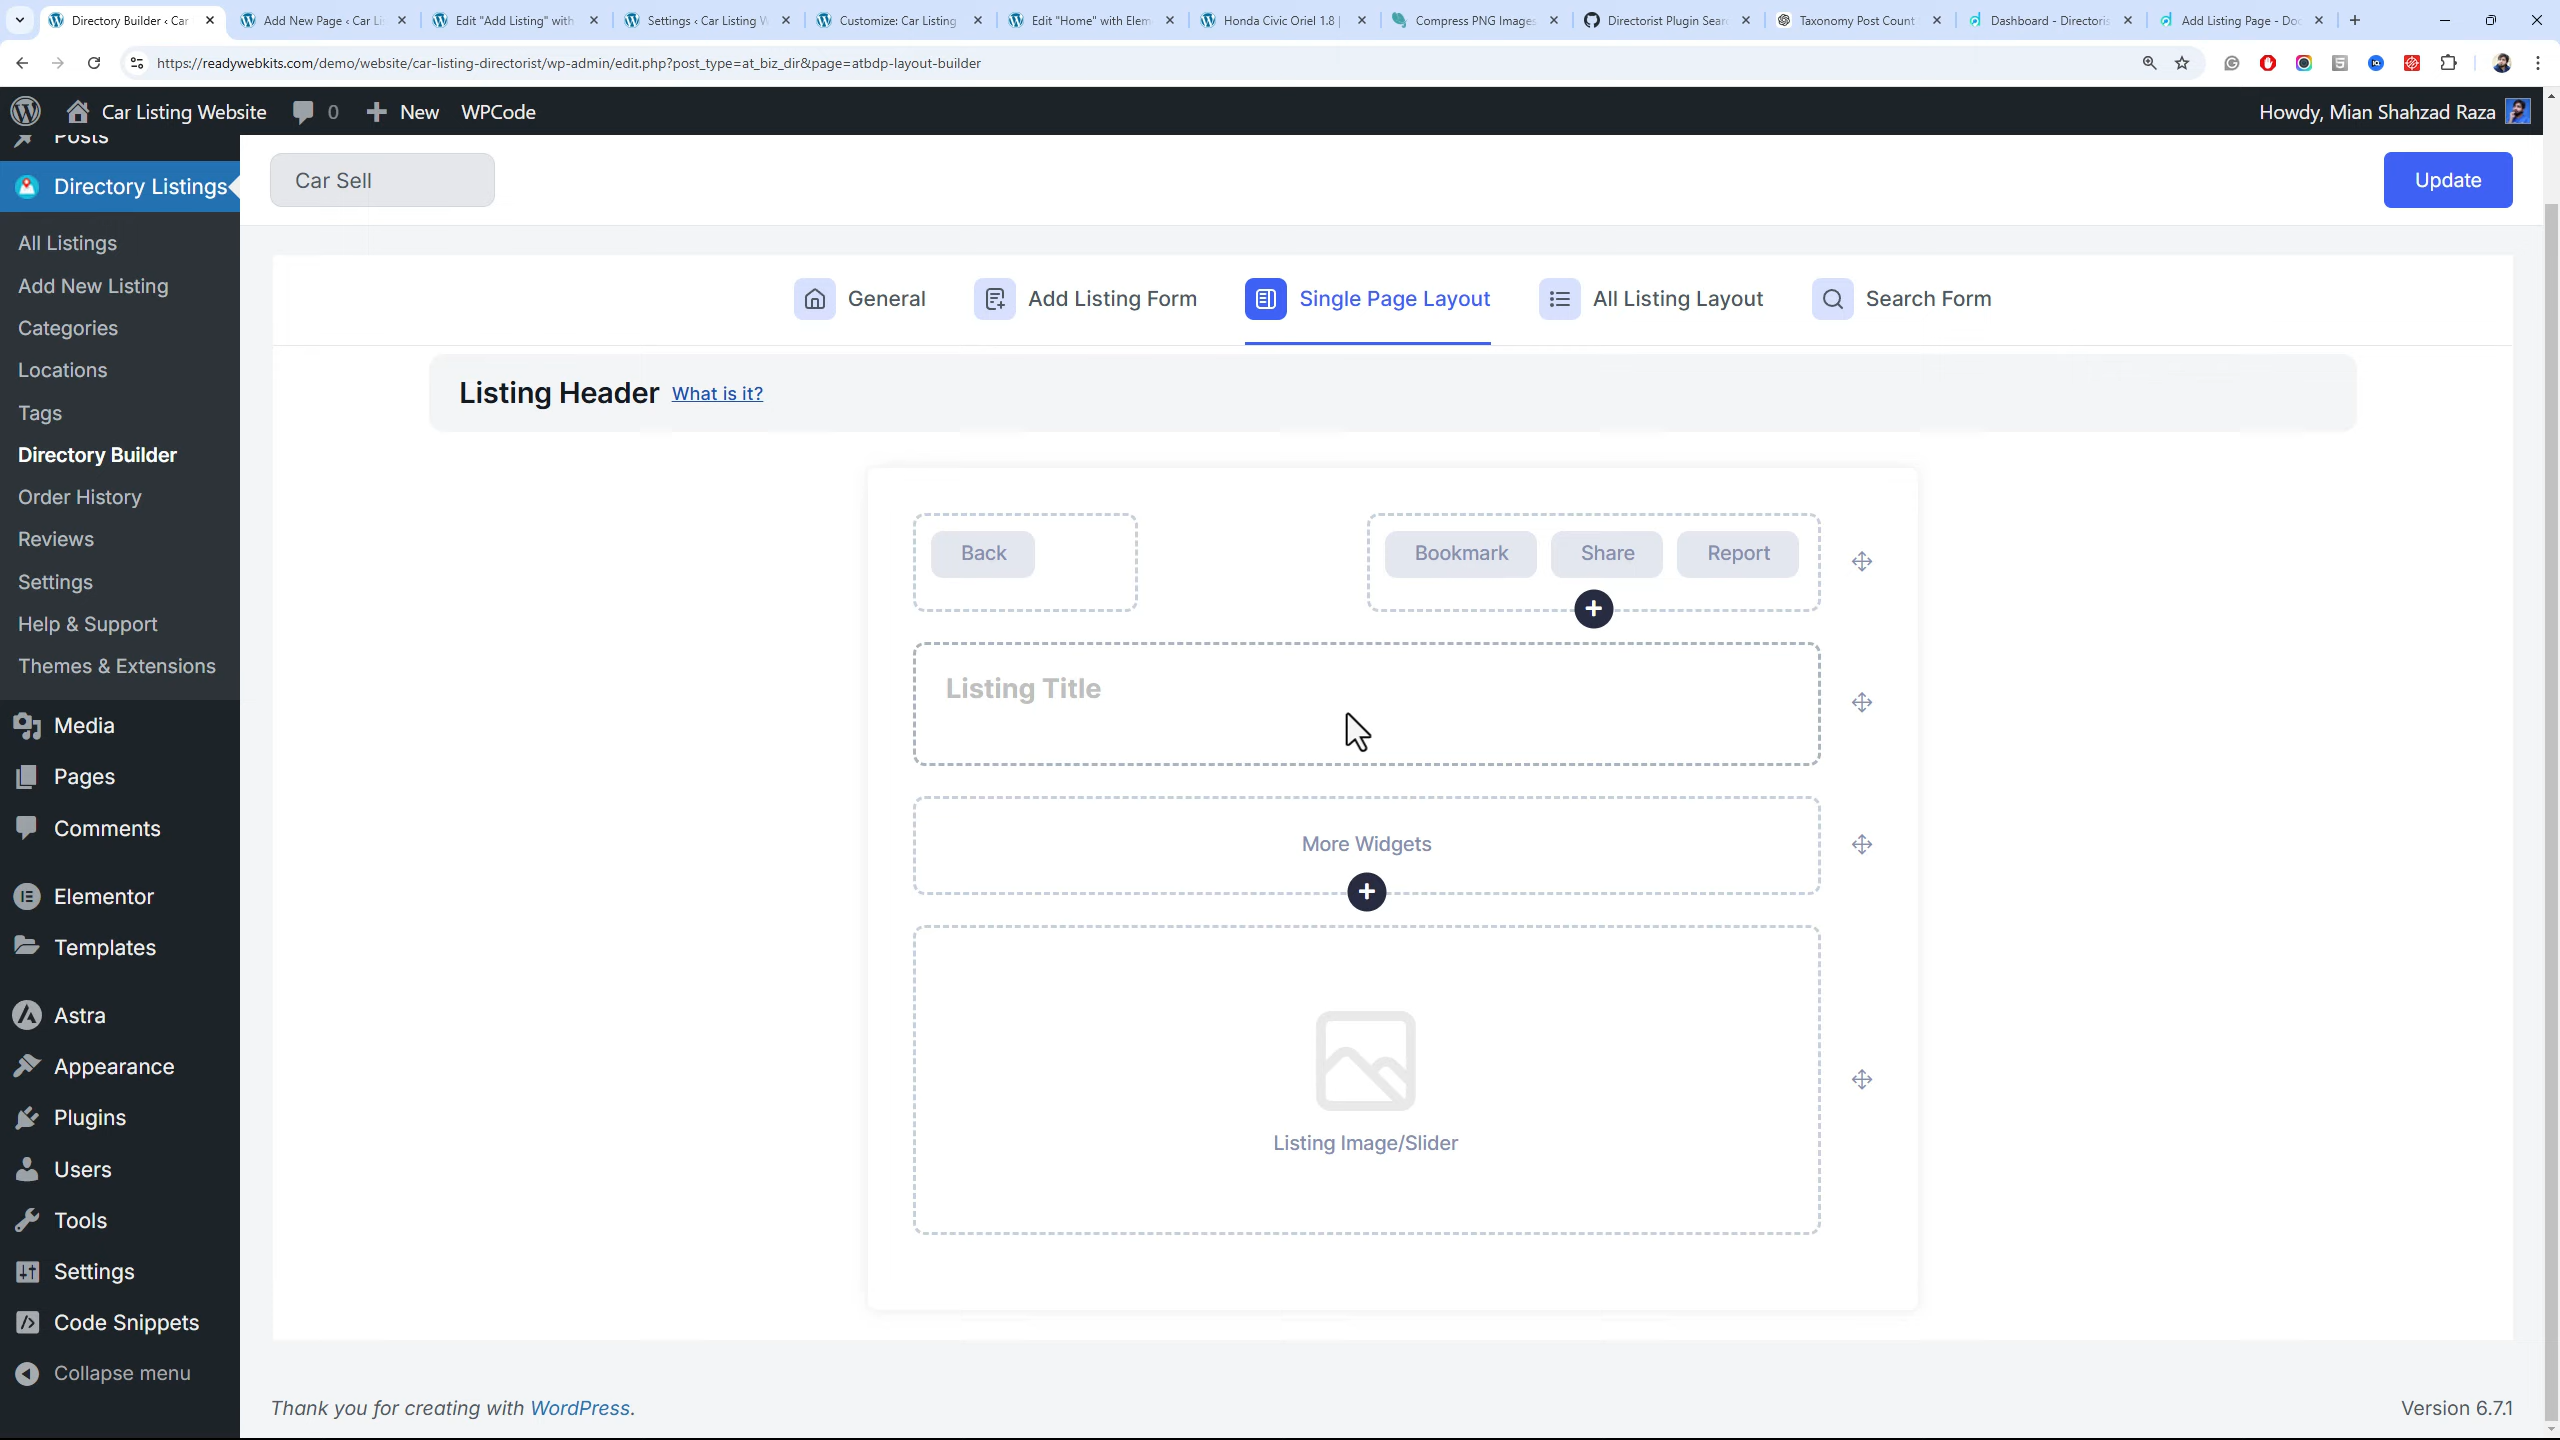 Directory Builder ‹ Car
Add New Page ‹ Car Li
Edit "Add Listing" with
Settings ‹ Car Listing W
Customize: Car Listing
Edit "Home" with Elem
Honda Civic Oriel 1.8 |
Compress PNG Images
Directorist Plugin Sear
Taxonomy Post Count
Dashboard - Directoris
Add Listing Page - Doc
https://readywebkits.com/demo/website/car-listing-directorist/wp-admin/edit.php?post_type=at_biz_dir&page=atbdp-layout-builder
Car Listing Website
0
New
WPCode
Howdy, Mian Shahzad Raza
Posts
Directory Listings
All Listings
Add New Listing
Categories
Locations
Tags
Directory Builder
Order History
Reviews
Settings
Help & Support
Themes & Extensions
Media
Pages
Comments
Elementor
Templates
Astra
Appearance
Plugins
Users
Tools
Settings
Code Snippets
Collapse menu
Car Sell
Update
General
Add Listing Form
Single Page Layout
All Listing Layout
Search Form
Listing Header What is it?
Back
Bookmark
Share
Report
Listing Title
More Widgets
Listing Image/Slider
Thank you for creating with WordPress.
Version 6.7.1